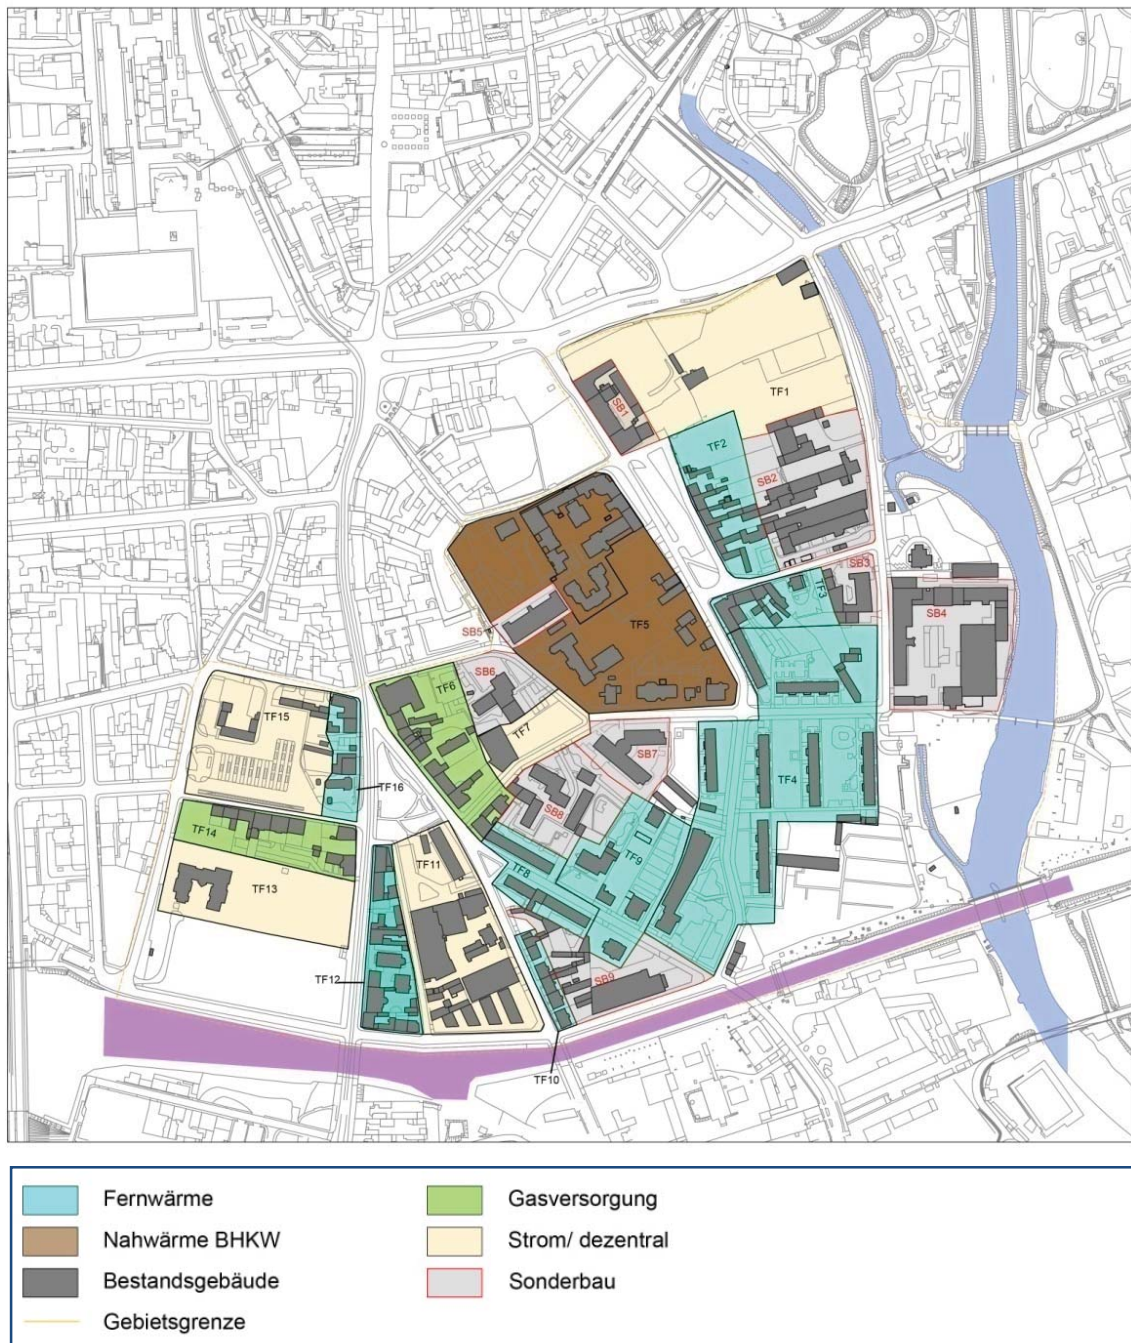 TF1
SB1
TF2
SB2
SB3
TF3
SB4
TF5
SB5
SB6
TF6
TF7
TF15
SB7
TF4
TF16
SB8
TF14
TF11
TF9
TF8
TF13
TF12
SB9
TF10
Fernwärme
Gasversorgung
Nahwärme BHKW
Strom/ dezentral
Bestandsgebäude
Sonderbau
Gebietsgrenze